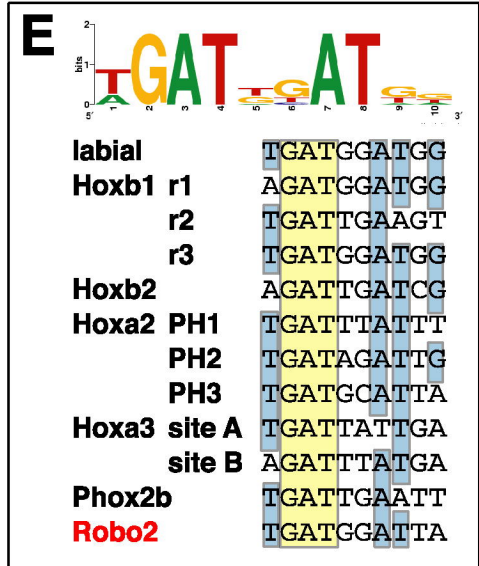 E
bits
2
1
0
TGATTGATGG
1 2 3 4 5 6 7 8 9 10
5′ 3′
labial TGATGGATGG
Hoxb1 r1 AGATGGATGG
r2 TGATTGAAGT
r3 TGATGGATGG
Hoxb2 AGATTGATCG
Hoxa2 PH1 TGATTTATTT
PH2 TGATAGATTG
PH3 TGATGCATTA
Hoxa3 site A TGATTATTGA
site B AGATTTATGA
Phox2b TGATTGAATT
Robo2 TGATGGATTA